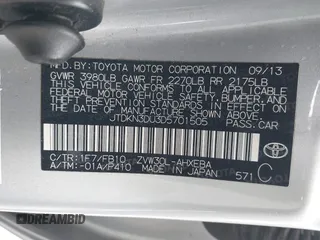 MFD.BY:TOYOTA MOTOR CORPORATION 09/13
GVWR 3980LB GAWR FR 2270LB RR 2175LB
THIS VEHICLE CONFORMS TO ALL APPLICABLE
FEDERAL MOTOR VEHICLE SAFETY, BUMPER, AND
THEFT PREVENTION STANDARDS IN EFFECT ON
THE DATE OF MANUFACTURE SHOWN ABOVE.
JTDKN3DU3D5701505 PASS.CAR
C/TR:1F7/FB10 ZVW30L-AHXEBA
A/TM:-01A/P410 MADE IN JAPAN 571 C
TOYOTA
AUTOBIDMASTER